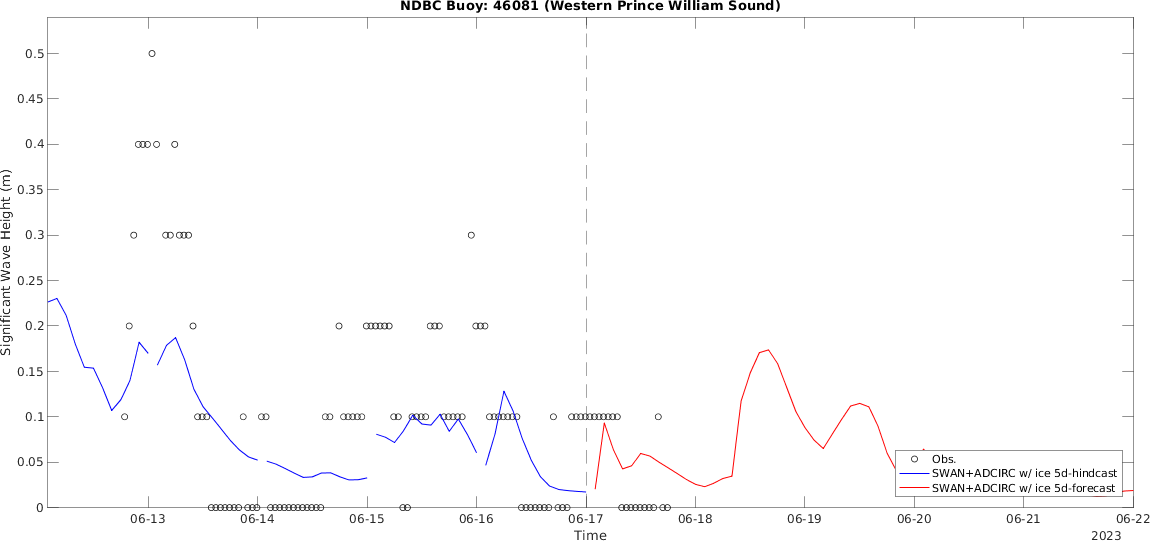 NDBC Buoy: 46081 (Western Prince William Sound)
0.5
0.45
0.4
0.35
0.3
0.25
0.2
0.15
0.1
0.05
0
Significant Wave Height (m)
Obs.
SWAN+ADCIRC w/ ice 5d-hindcast
SWAN+ADCIRC w/ ice 5d-forecast
06-13 06-14 06-15 06-16 06-17 06-18 06-19 06-20 06-21 06-22
Time
2023